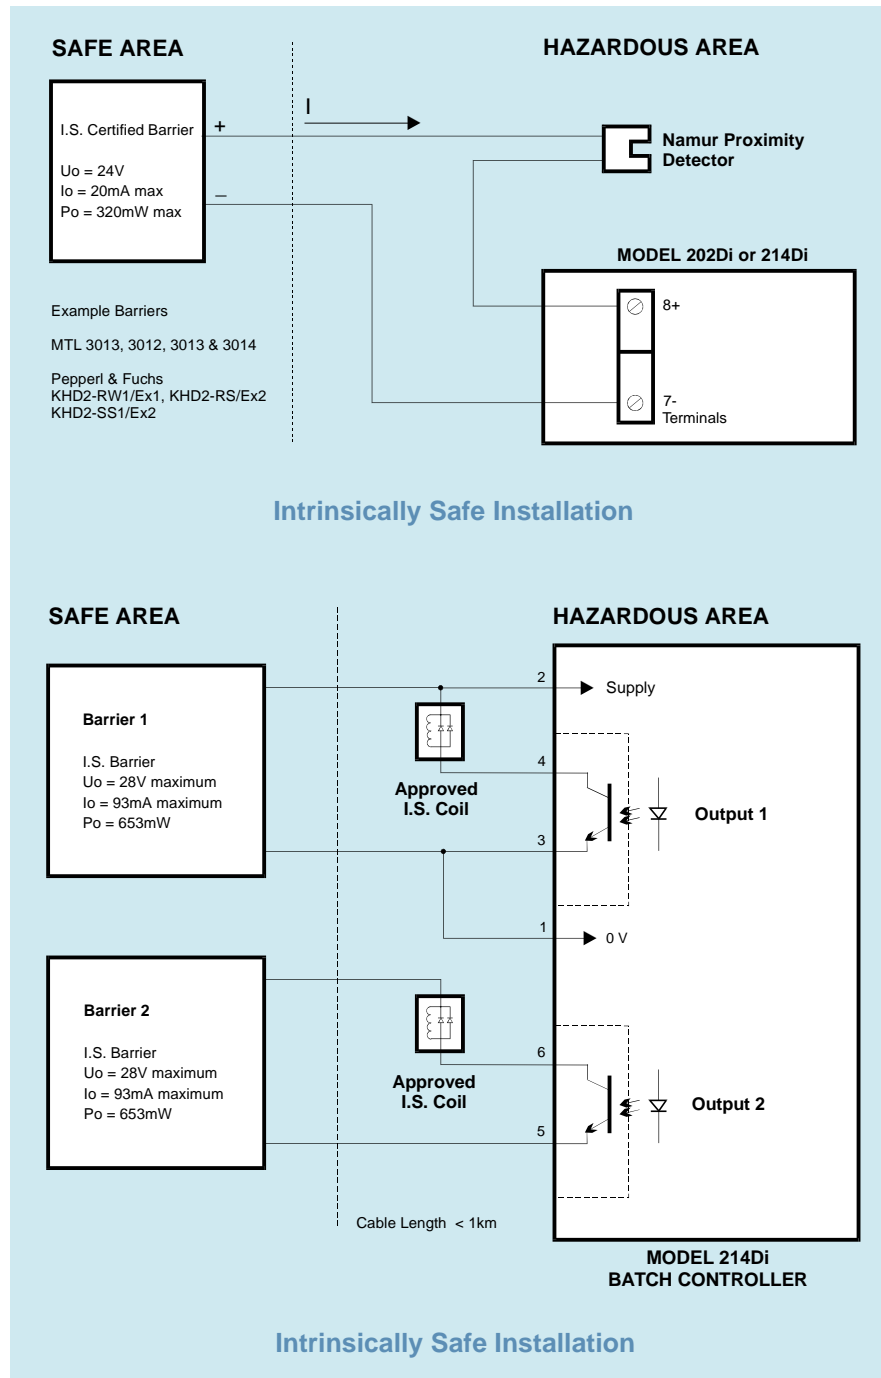 SAFE AREA
HAZARDOUS AREA
I.S. Certified Barrier
Uo = 24V
Io = 20mA max
Po = 320mW max
+
–
I
Namur Proximity
Detector
MODEL 202Di or 214Di
8+
7-
Terminals
Example Barriers
MTL 3013, 3012, 3013 & 3014
Pepperl & Fuchs
KHD2-RW1/Ex1, KHD2-RS/Ex2
KHD2-SS1/Ex2
Intrinsically Safe Installation
SAFE AREA
HAZARDOUS AREA
Barrier 1
I.S. Barrier
Uo = 28V maximum
Io = 93mA maximum
Po = 653mW
2
Supply
4
Approved
I.S. Coil
Output 1
3
1
0 V
Barrier 2
I.S. Barrier
Uo = 28V maximum
Io = 93mA maximum
Po = 653mW
6
Approved
I.S. Coil
Output 2
5
Cable Length < 1km
MODEL 214Di
BATCH CONTROLLER
Intrinsically Safe Installation